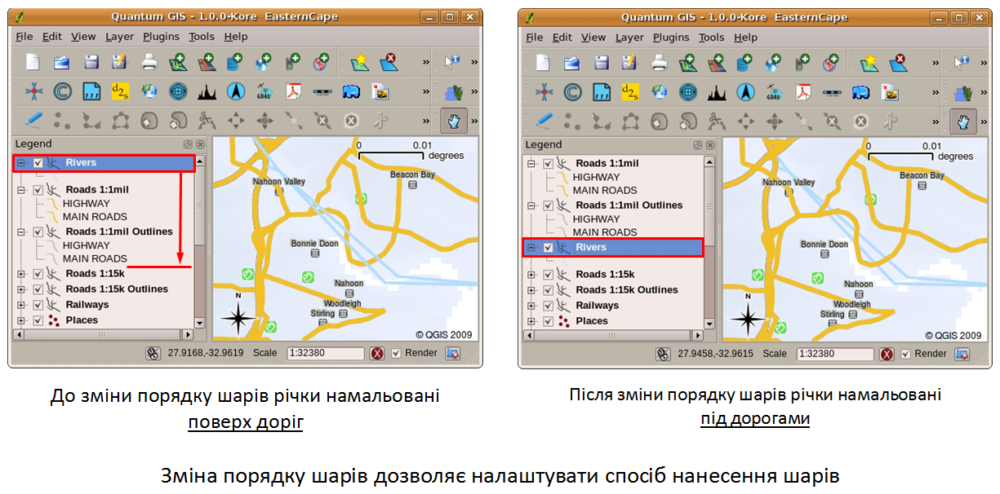 Quantum GIS - 1.0.0-Kore EasternCape
File Edit View Layer Plugins Tools Help
d2s
GDAL
Legend
Rivers
Roads 1:1mil
HIGHWAY
MAIN ROADS
Roads 1:1mil Outlines
HIGHWAY
MAIN ROADS
Roads 1:15k
Roads 1:15k Outlines
Railways
Places
0 0.01
degrees
Nahoon Valley
Beacon Bay
Bonnie Doon
Nahoon
Woodleigh
Stirling
N
© QGIS 2009
27.9168,-32.9619 Scale 1:32380 Render
До зміни порядку шарів річки намальовані
поверх доріг
Quantum GIS - 1.0.0-Kore EasternCape
File Edit View Layer Plugins Tools Help
d2s
GDAL
Legend
Roads 1:1mil
HIGHWAY
MAIN ROADS
Roads 1:1mil Outlines
HIGHWAY
MAIN ROADS
Rivers
Roads 1:15k
Roads 1:15k Outlines
Railways
Places
0 0.01
degrees
Nahoon Valley
Beacon Bay
Bonnie Doon
Nahoon
Woodleigh
Stirling
N
© QGIS 2009
27.9458,-32.9615 Scale 1:32380 Render
Після зміни порядку шарів річки намальовані
під дорогами
Зміна порядку шарів дозволяє налаштувати спосіб нанесення шарів